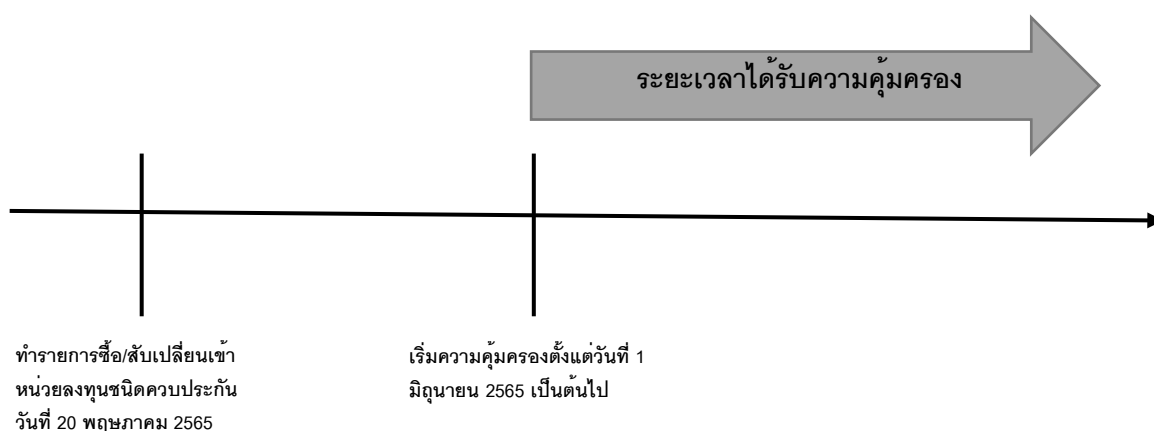 ระยะเวลาได้รับความคุ้มครอง
ทำรายการซื้อ/สับเปลี่ยนเข้า
หน่วยลงทุนชนิดควบประกัน
วันที่ 20 พฤษภาคม 2565
เริ่มความคุ้มครองตั้งแต่วันที่ 1
มิถุนายน 2565 เป็นต้นไป